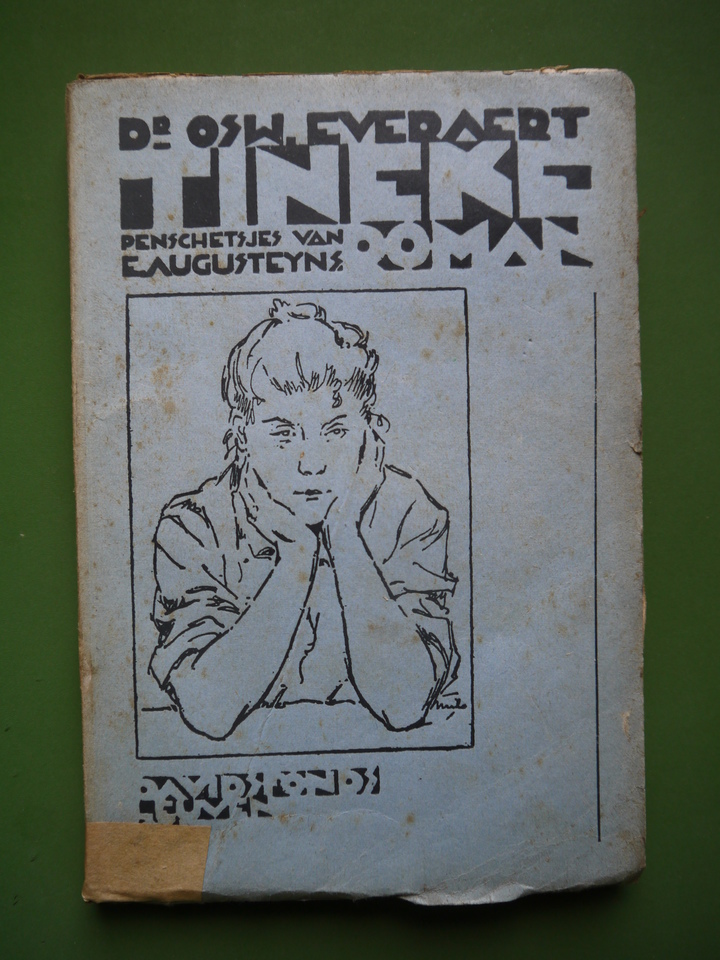 DR OSW. EVERAERT
TINEKE
PENSCHETSJES VAN
E.AUGUSTEYNS.
ROMAN
DAVIDSFONDS
LEUVEN